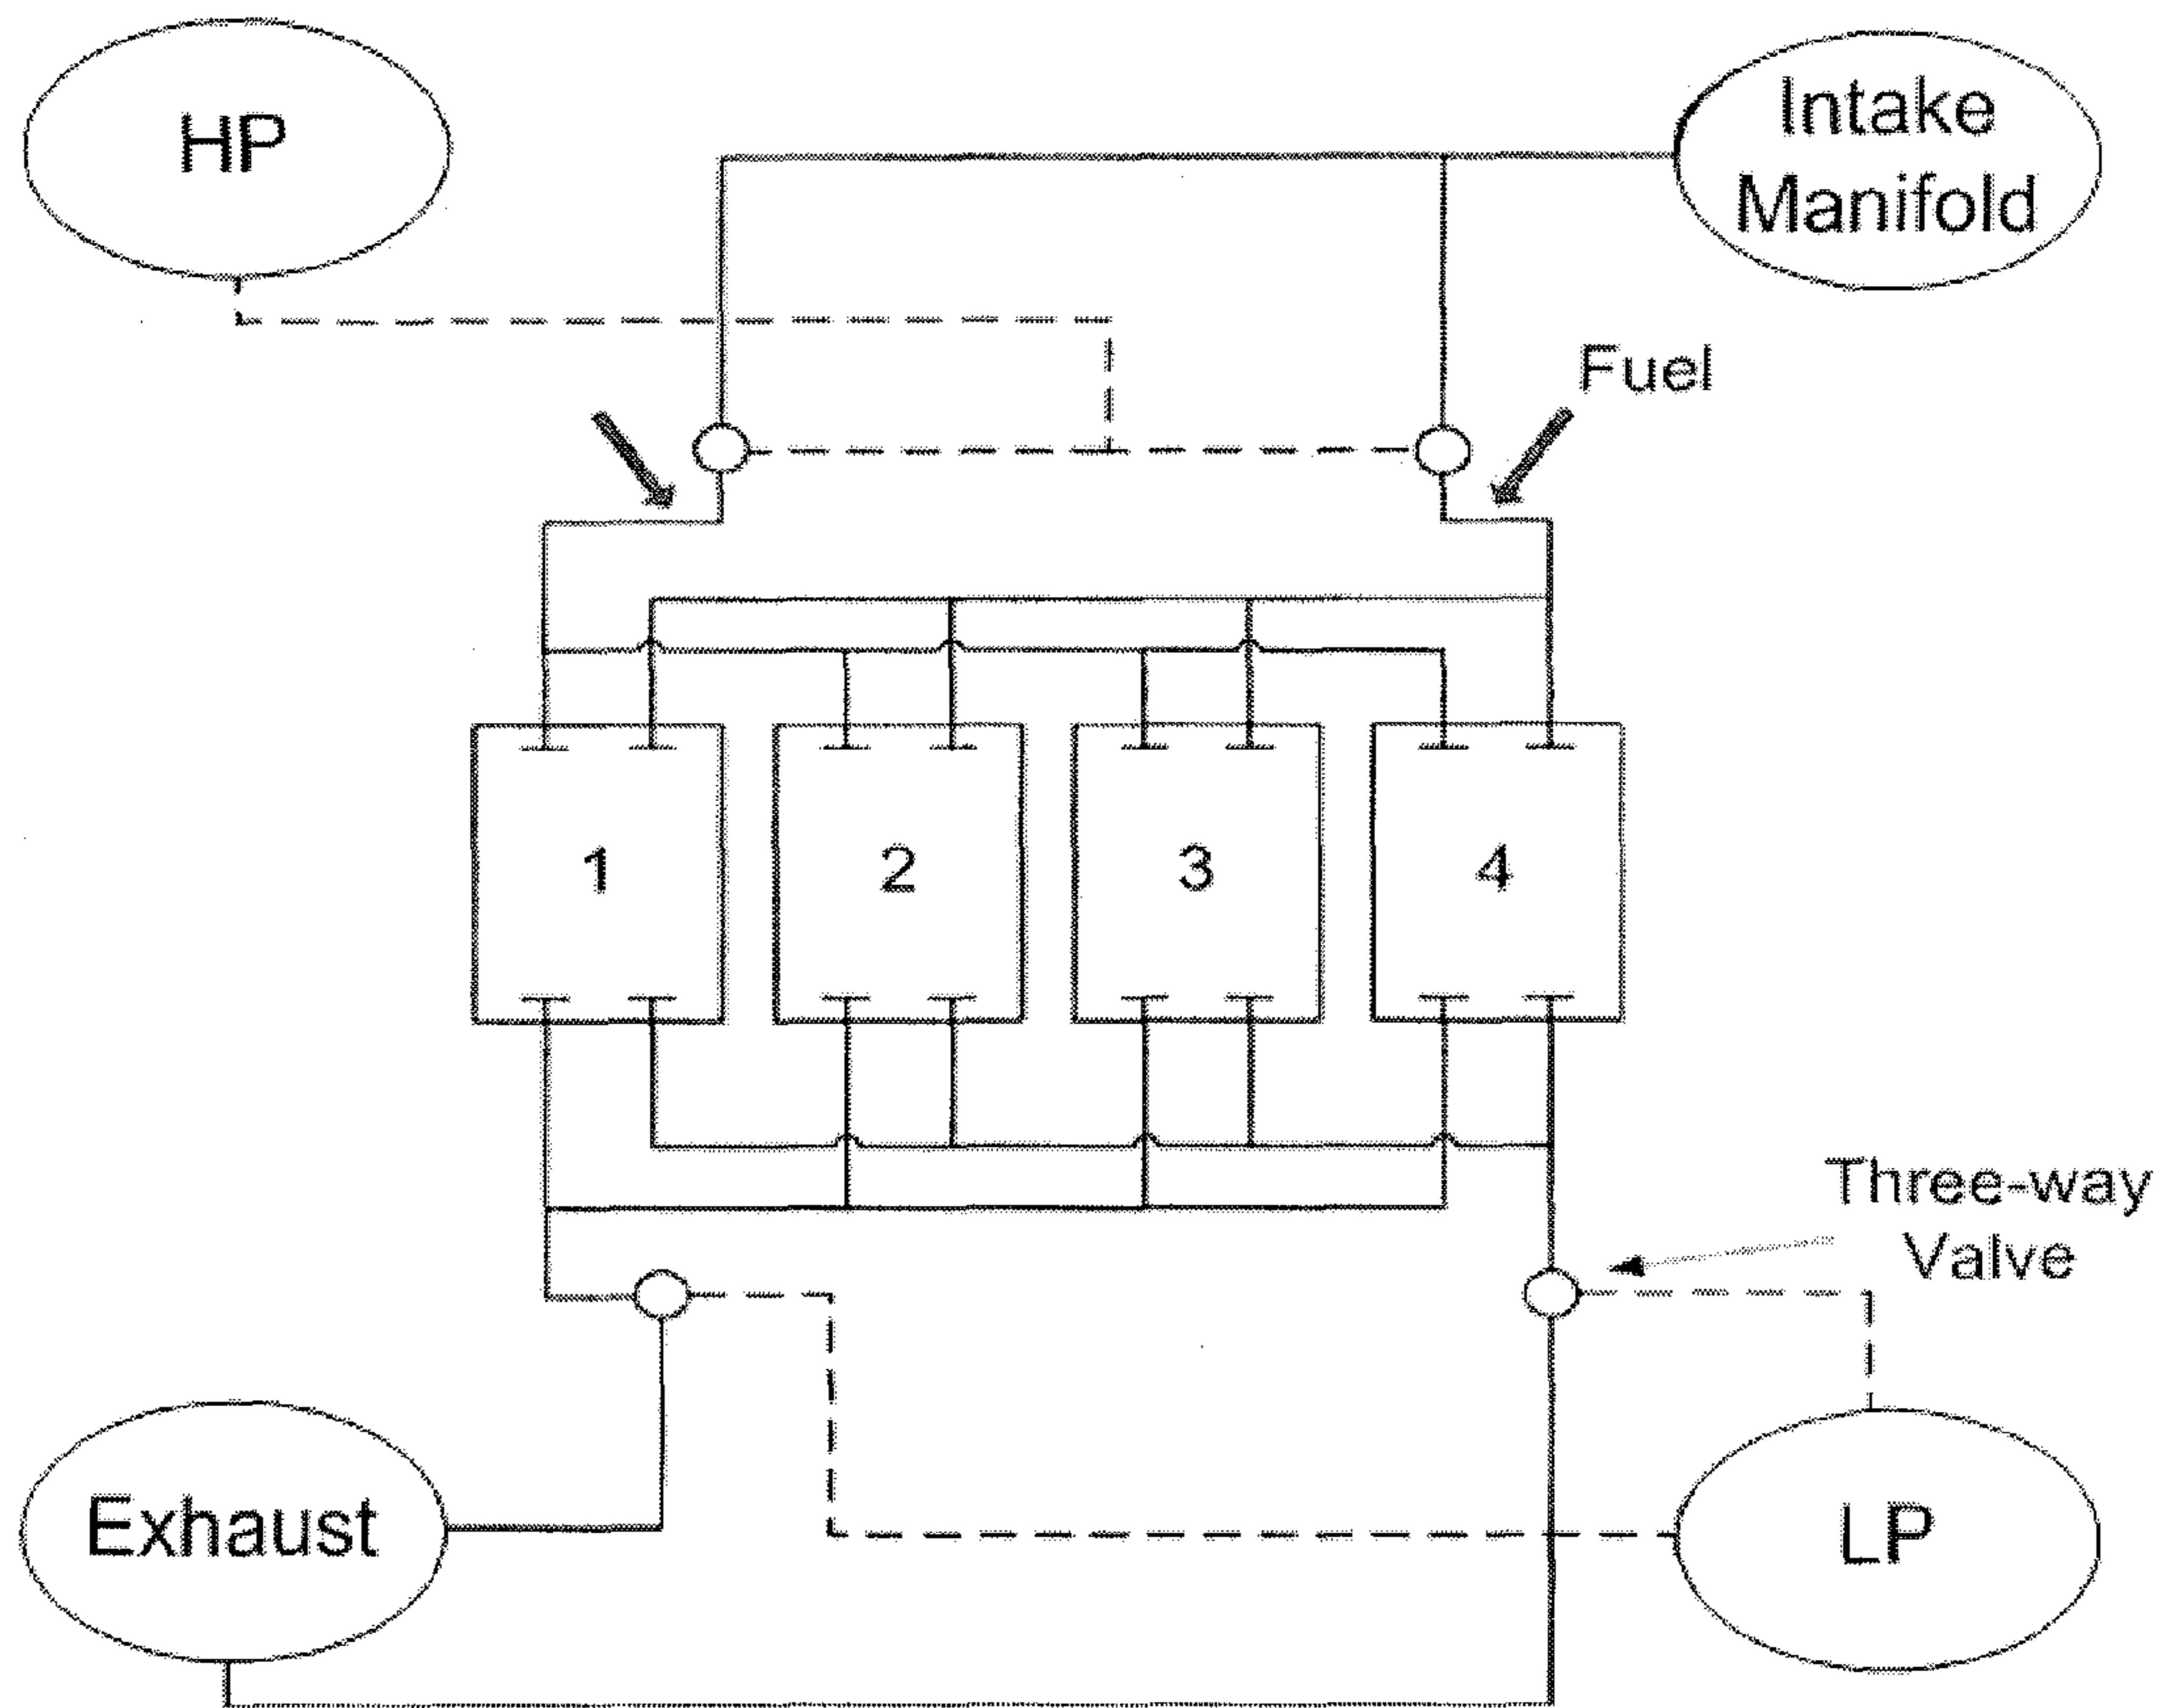 HP
Intake
Manifold
Fuel
1
2
3
4
Three-way
Valve
Exhaust
LP